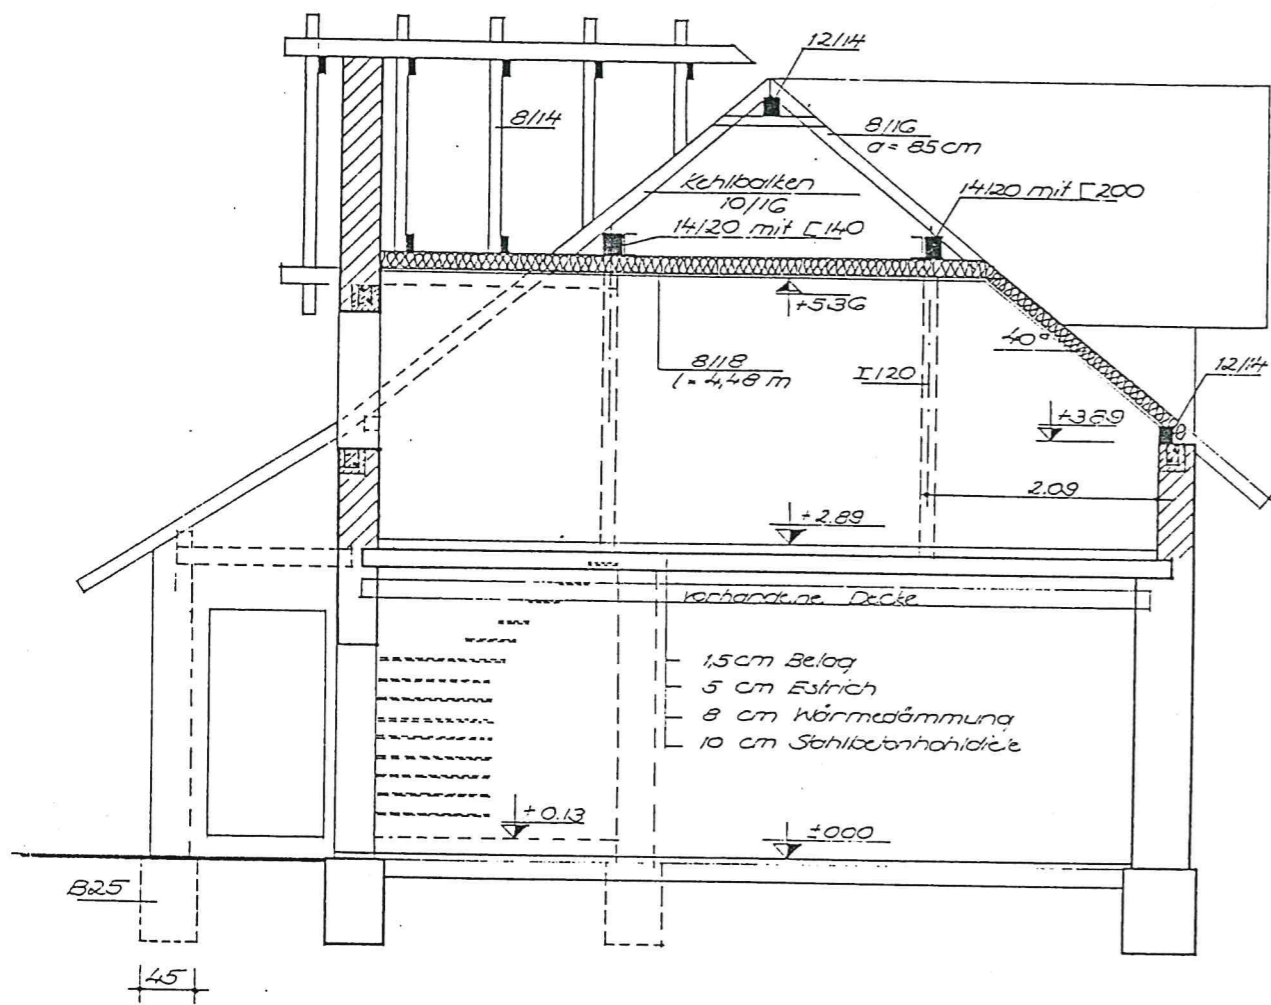 12/14
8/14
8/16
a = 85 cm
Kehlbalken
10/16
14/20 mit [ 200
14/20 mit [ 140
+5.36
40°
8/18
l = 4,48 m
I 120
12/14
+3.89
2.09
+2.89
vorhandene Decke
1,5 cm Belag
5 cm Estrich
8 cm Wärmedämmung
10 cm Stahlbetonhohldiele
+0.13
±0.00
B25
45